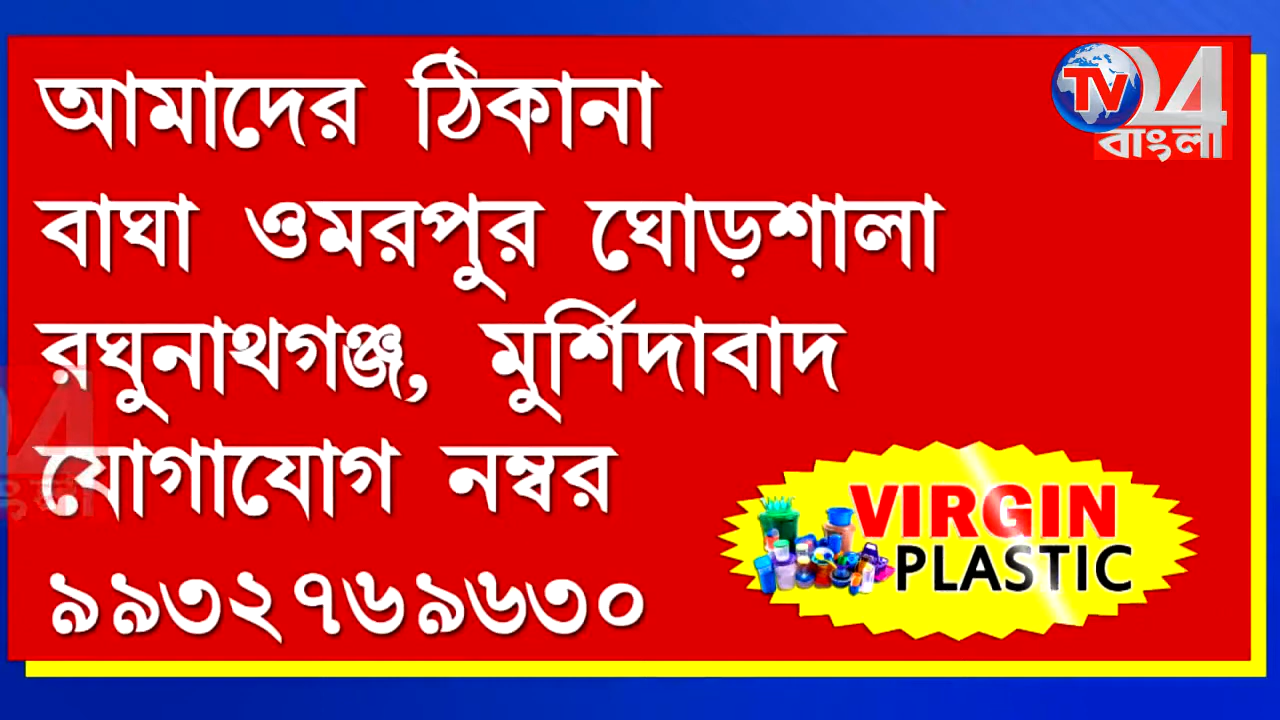 আমাদের ঠিকানা
বাঘা ওমরপুর ঘোড়শালা
রঘুনাথগঞ্জ, মুর্শিদাবাদ
যোগাযোগ নম্বর
৯৯৩২৭৬৯৬৩০
TV 24
বাংলা
VIRGIN
PLASTIC